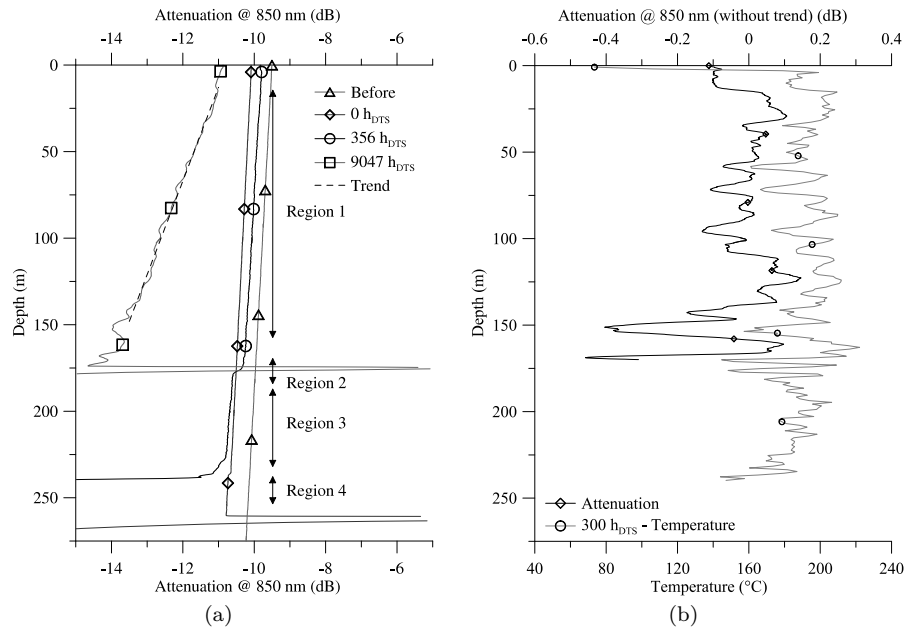 Attenuation @ 850 nm (dB)
-14 -12 -10 -8 -6
0
50
100
150
200
250
Depth (m)
Before
0 h_DTS
356 h_DTS
9047 h_DTS
Trend
Region 1
Region 2
Region 3
Region 4
-14 -12 -10 -8 -6
Attenuation @ 850 nm (dB)
(a)
Attenuation @ 850 nm (without trend) (dB)
-0.6 -0.4 -0.2 0 0.2 0.4
0
50
100
150
200
250
Depth (m)
Attenuation
300 h_DTS - Temperature
40 80 120 160 200 240
Temperature (°C)
(b)